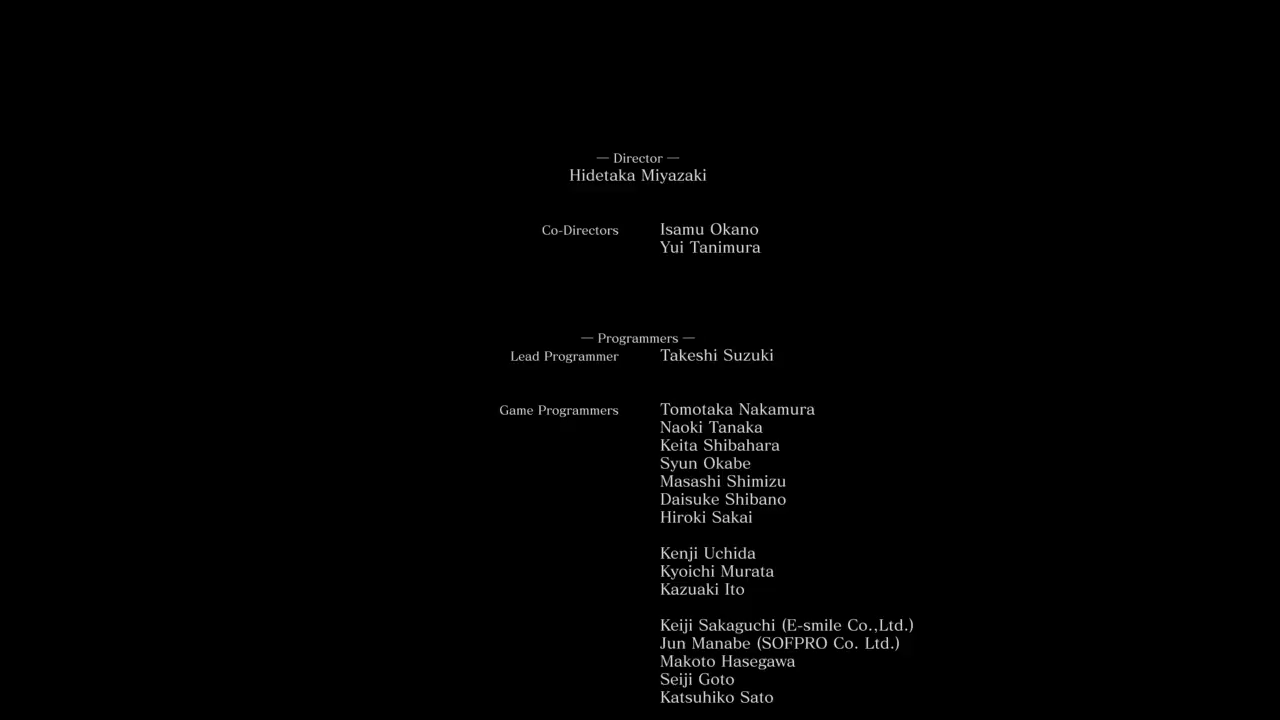 — Director —
Hidetaka Miyazaki
Co-Directors Isamu Okano
Yui Tanimura
— Programmers —
Lead Programmer Takeshi Suzuki
Game Programmers Tomotaka Nakamura
Naoki Tanaka
Keita Shibahara
Syun Okabe
Masashi Shimizu
Daisuke Shibano
Hiroki Sakai
Kenji Uchida
Kyoichi Murata
Kazuaki Ito
Keiji Sakaguchi (E-smile Co.,Ltd.)
Jun Manabe (SOFPRO Co. Ltd.)
Makoto Hasegawa
Seiji Goto
Katsuhiko Sato